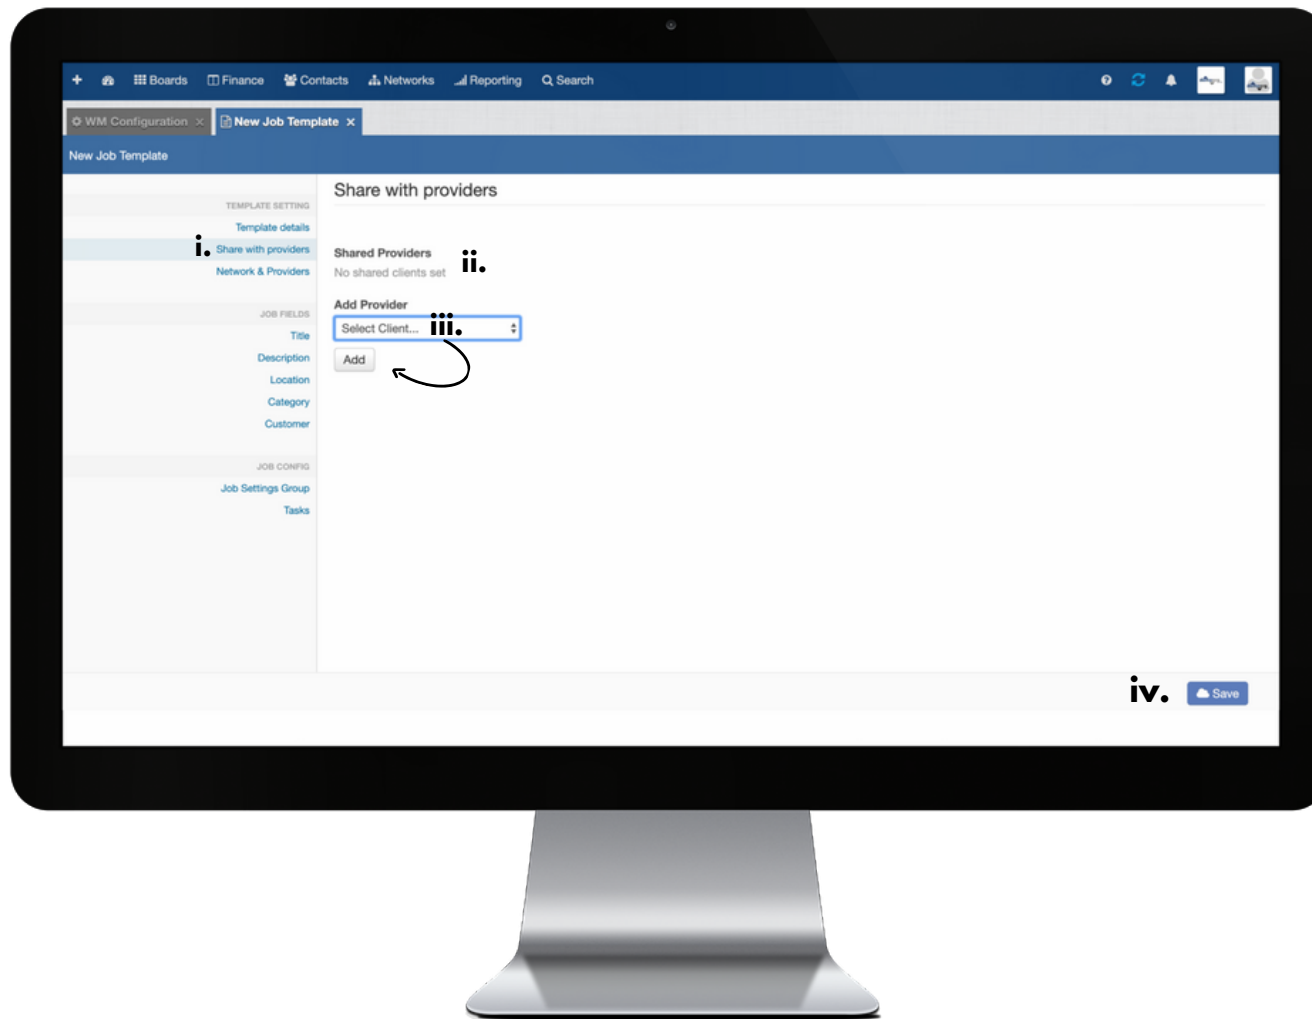 Boards Finance Contacts Networks Reporting Search
WM Configuration × New Job Template ×
New Job Template
Share with providers
TEMPLATE SETTING
Template details
i. Share with providers
Network & Providers
Shared Providers
ii.
No shared clients set
Add Provider
Select Client... iii.
Add
JOB FIELDS
Title
Description
Location
Category
Customer
JOB CONFIG
Job Settings Group
Tasks
iv. Save